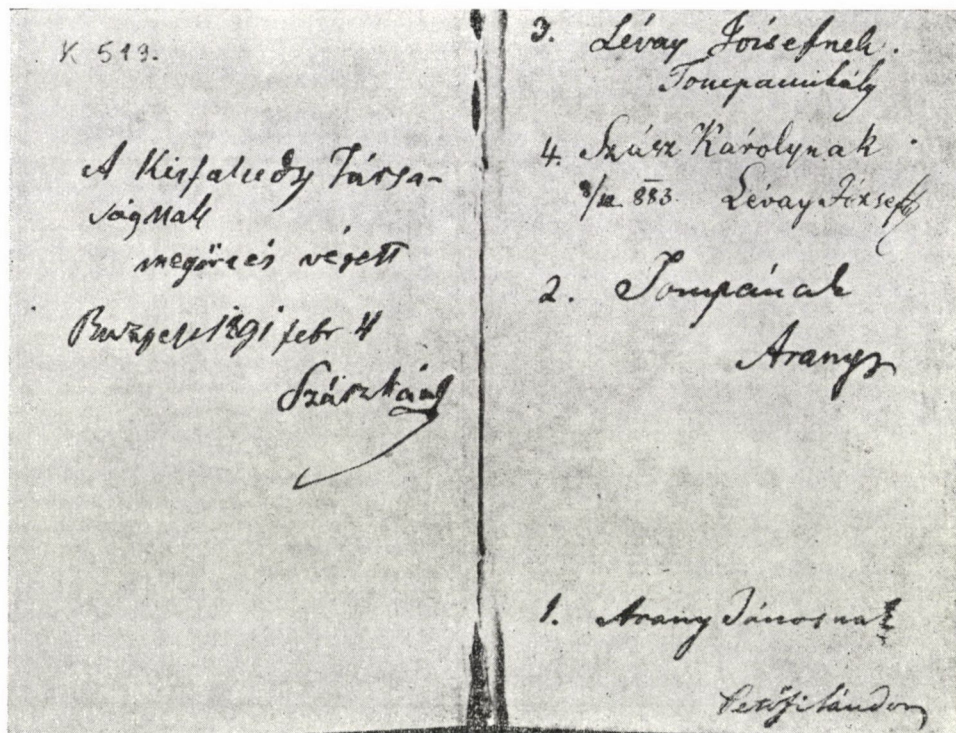 K 513.
A Kisfaludy Társa-
ságnak
megőrzés végett
Budapest 1891 febr 4
Szász Károly
3. Lévay Józsefnek.
Tompa Mihály
4. Szász Károlynak
8/12 883. Lévay József
2. Tompának
Arany
1. Arany Jánosnak
Petőfi Sándor